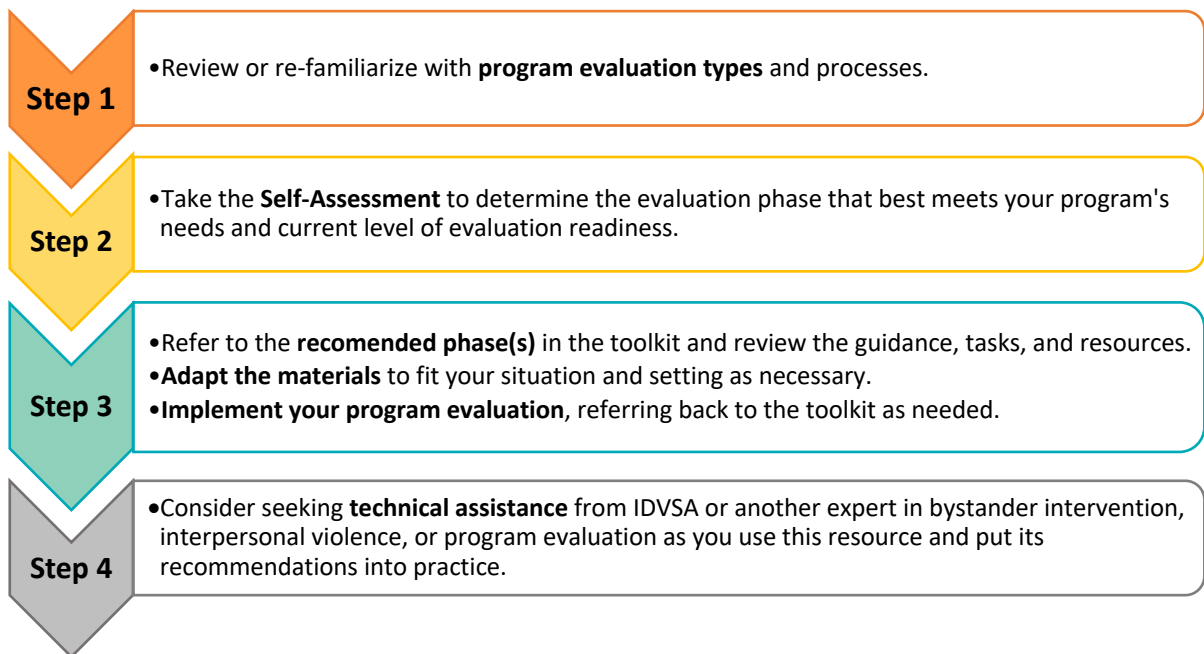 Step 1
•Review or re-familiarize with program evaluation types and processes.
Step 2
•Take the Self-Assessment to determine the evaluation phase that best meets your program's
needs and current level of evaluation readiness.
Step 3
•Refer to the recomended phase(s) in the toolkit and review the guidance, tasks, and resources.
•Adapt the materials to fit your situation and setting as necessary.
•Implement your program evaluation, referring back to the toolkit as needed.
Step 4
•Consider seeking technical assistance from IDVSA or another expert in bystander intervention,
interpersonal violence, or program evaluation as you use this resource and put its
recommendations into practice.